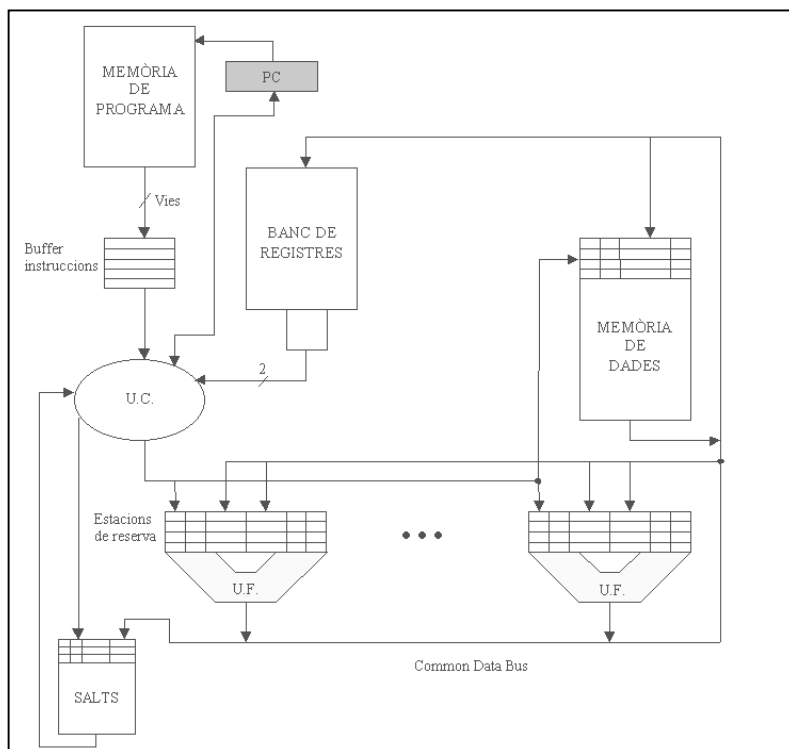 MEMÒRIA
DE
PROGRAMA
PC
Vies
Buffer
instruccions
BANC DE
REGISTRES
MEMÒRIA
DE
DADES
2
U.C.
Estacions
de reserva
U.F.
U.F.
Common Data Bus
SALTS